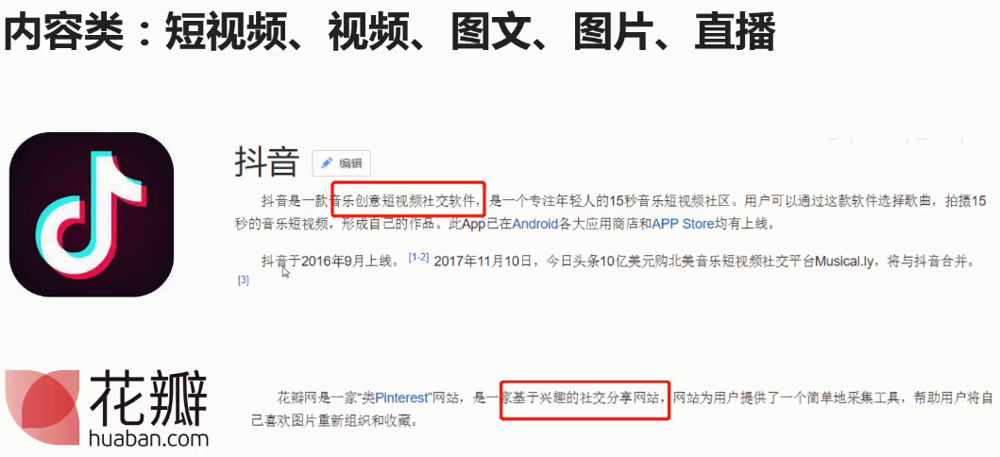 内容类：短视频、视频、图文、图片、直播
抖音 编辑
抖音是一款音乐创意短视频社交软件，是一个专注年轻人的15秒音乐短视频社区。用户可以通过这款软件选择歌曲，拍摄15
秒的音乐短视频，形成自己的作品。此App已在Android各大应用商店和APP Store均有上线。
抖音于2016年9月上线。 [1-2] 2017年11月10日，今日头条10亿美元购北美音乐短视频社交平台Musical.ly，将与抖音合并。
[3]
花瓣
huaban.com
花瓣网是一家“类Pinterest”网站，是一家基于兴趣的社交分享网站，网站为用户提供了一个简单地采集工具，帮助用户将自
己喜欢图片重新组织和收藏。